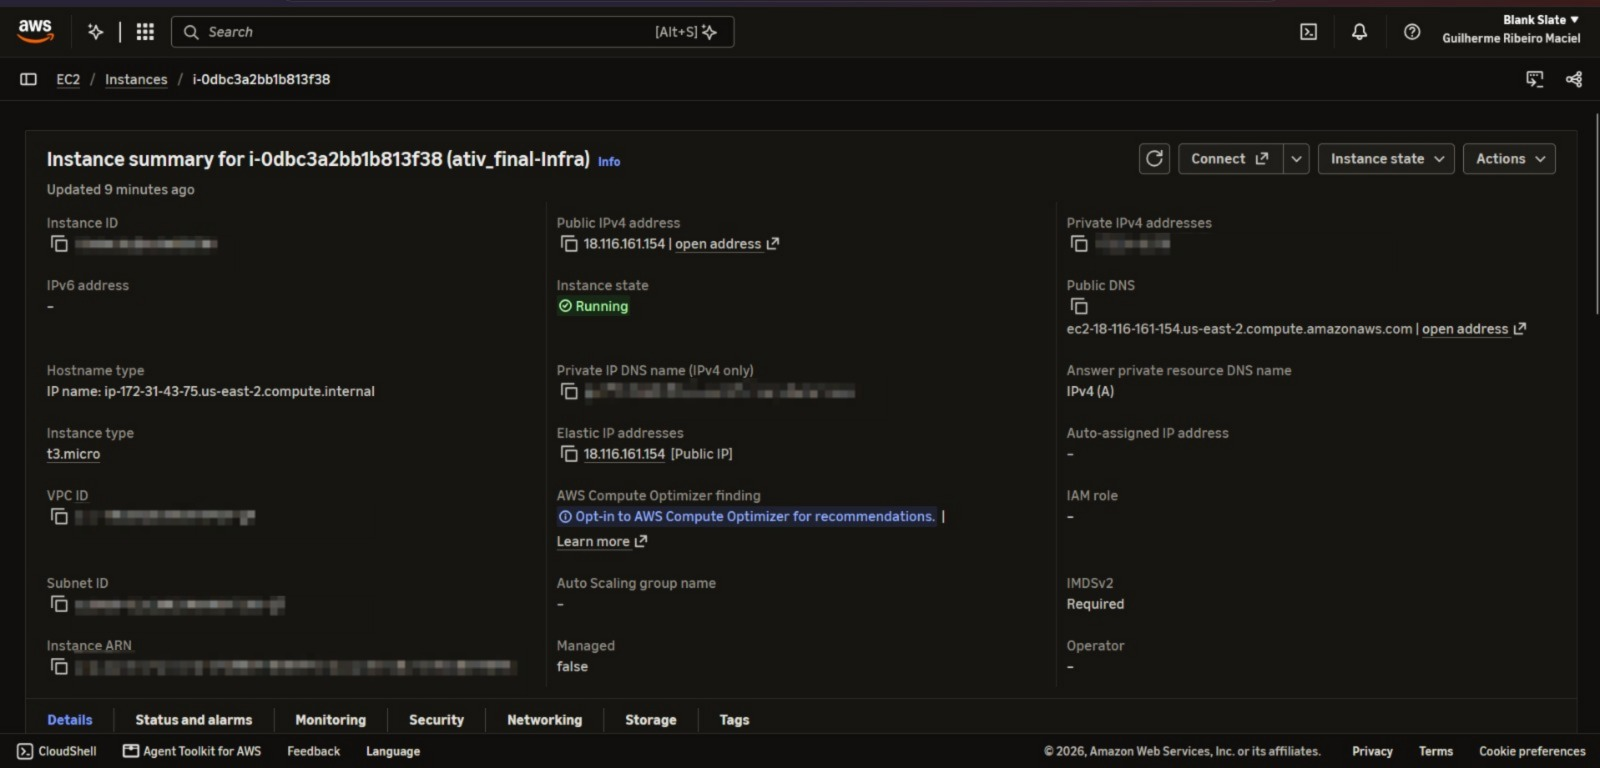 aws
Search [Alt+S]
Blank Slate ▼
Guilherme Ribeiro Maciel
EC2 / Instances / i-0dbc3a2bb1b813f38
Instance summary for i-0dbc3a2bb1b813f38 (ativ_final-Infra) Info
Updated 9 minutes ago
Connect
Instance state
Actions
Instance ID
Public IPv4 address
18.116.161.154 | open address
Private IPv4 addresses
IPv6 address
–
Instance state
Running
Public DNS
ec2-18-116-161-154.us-east-2.compute.amazonaws.com | open address
Hostname type
IP name: ip-172-31-43-75.us-east-2.compute.internal
Private IP DNS name (IPv4 only)
Answer private resource DNS name
IPv4 (A)
Instance type
t3.micro
Elastic IP addresses
18.116.161.154 [Public IP]
Auto-assigned IP address
–
VPC ID
AWS Compute Optimizer finding
Opt-in to AWS Compute Optimizer for recommendations. |
Learn more
IAM role
–
Subnet ID
Auto Scaling group name
–
IMDSv2
Required
Instance ARN
Managed
false
Operator
–
Details
Status and alarms
Monitoring
Security
Networking
Storage
Tags
CloudShell
Agent Toolkit for AWS
Feedback
Language
© 2026, Amazon Web Services, Inc. or its affiliates.
Privacy
Terms
Cookie preferences